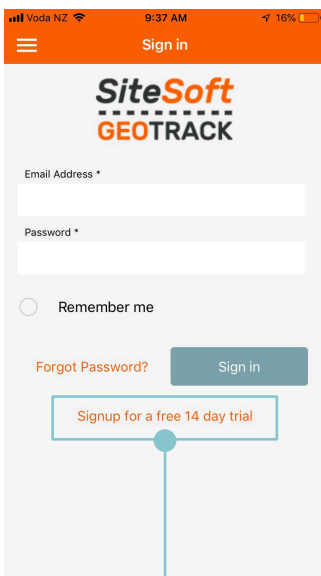 Voda NZ 9:37 AM 16%
Sign in
SiteSoft
GEOTRACK
Email Address *
Password *
Remember me
Forgot Password? Sign in
Signup for a free 14 day trial